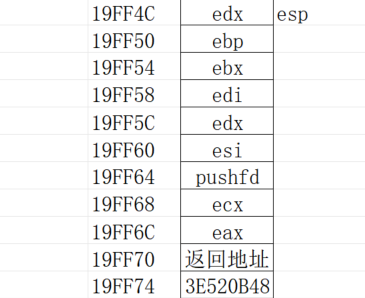 19FF4C edx esp
19FF50 ebp
19FF54 ebx
19FF58 edi
19FF5C edx
19FF60 esi
19FF64 pushfd
19FF68 ecx
19FF6C eax
19FF70 返回地址
19FF74 3E520B48